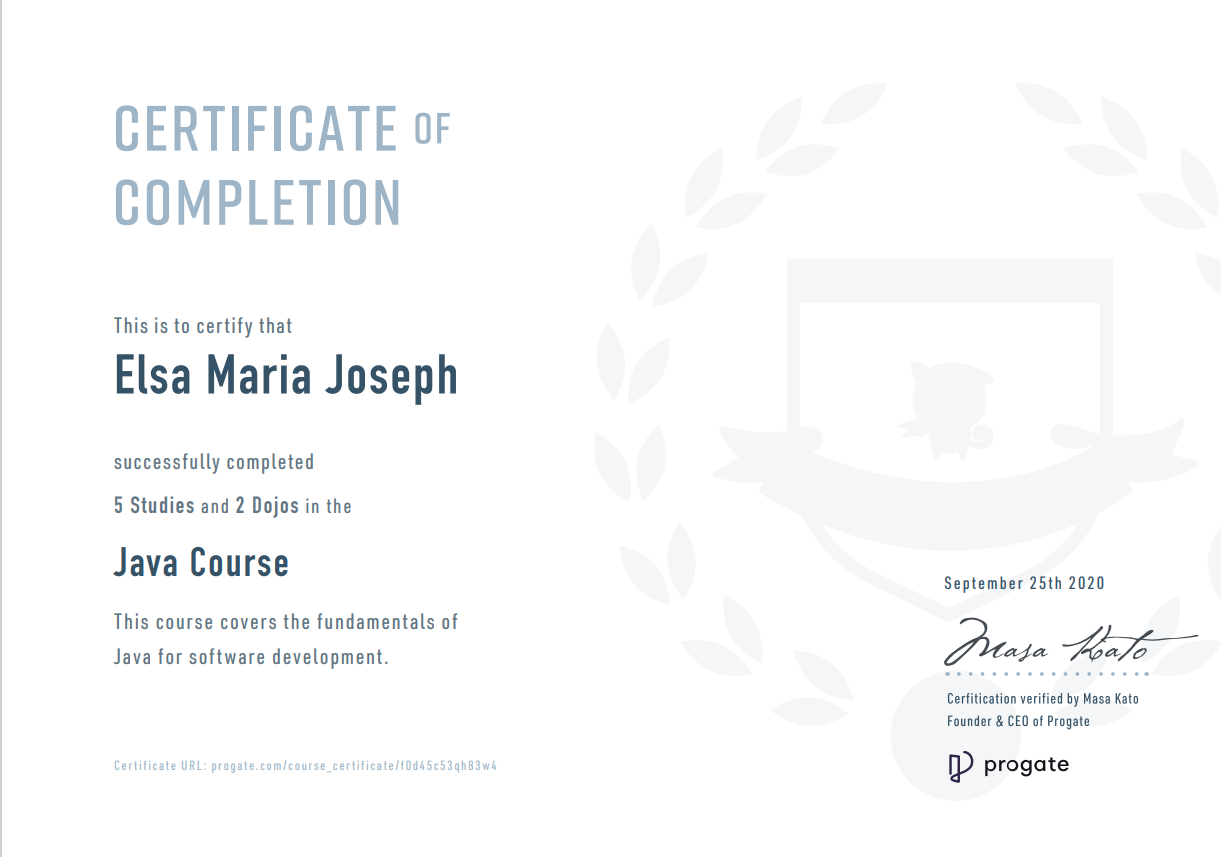 CERTIFICATE OF
COMPLETION
This is to certify that
Elsa Maria Joseph
successfully completed
5 Studies and 2 Dojos in the
Java Course
This course covers the fundamentals of
Java for software development.
Certificate URL: progate.com/course_certificate/f0d45c53qh83w4
September 25th 2020
Masa Kato
Cerfitication verified by Masa Kato
Founder & CEO of Progate
progate